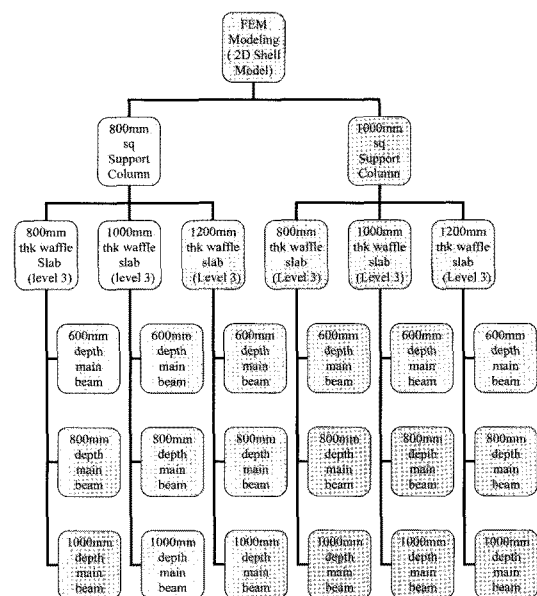 FEM
Modeling
( 2D Shell
Model)
800mm
sq
Support
Column
1000mm
sq
Support
Column
800mm
thk waffle
Slab
(level 3)
1000mm
thk waffle
slab
(level 3)
1200mm
thk waffle
slab
(Level 3)
800mm
thk waffle
slab
(Level 3)
1000mm
thk waffle
slab
(Level 3)
1200mm
thk waffle
slab
(Level 3)
600mm
depth
main
beam
600mm
depth
main
beam
600mm
depth
main
beam
600mm
depth
main
beam
600mm
depth
main
beam
600mm
depth
main
beam
800mm
depth
main
beam
800mm
depth
main
beam
800mm
depth
main
beam
800mm
depth
main
beam
800mm
depth
main
beam
800mm
depth
main
beam
1000mm
depth
main
beam
1000mm
depth
main
beam
1000mm
depth
main
beam
1000mm
depth
main
beam
1000mm
depth
main
beam
1000mm
depth
main
beam